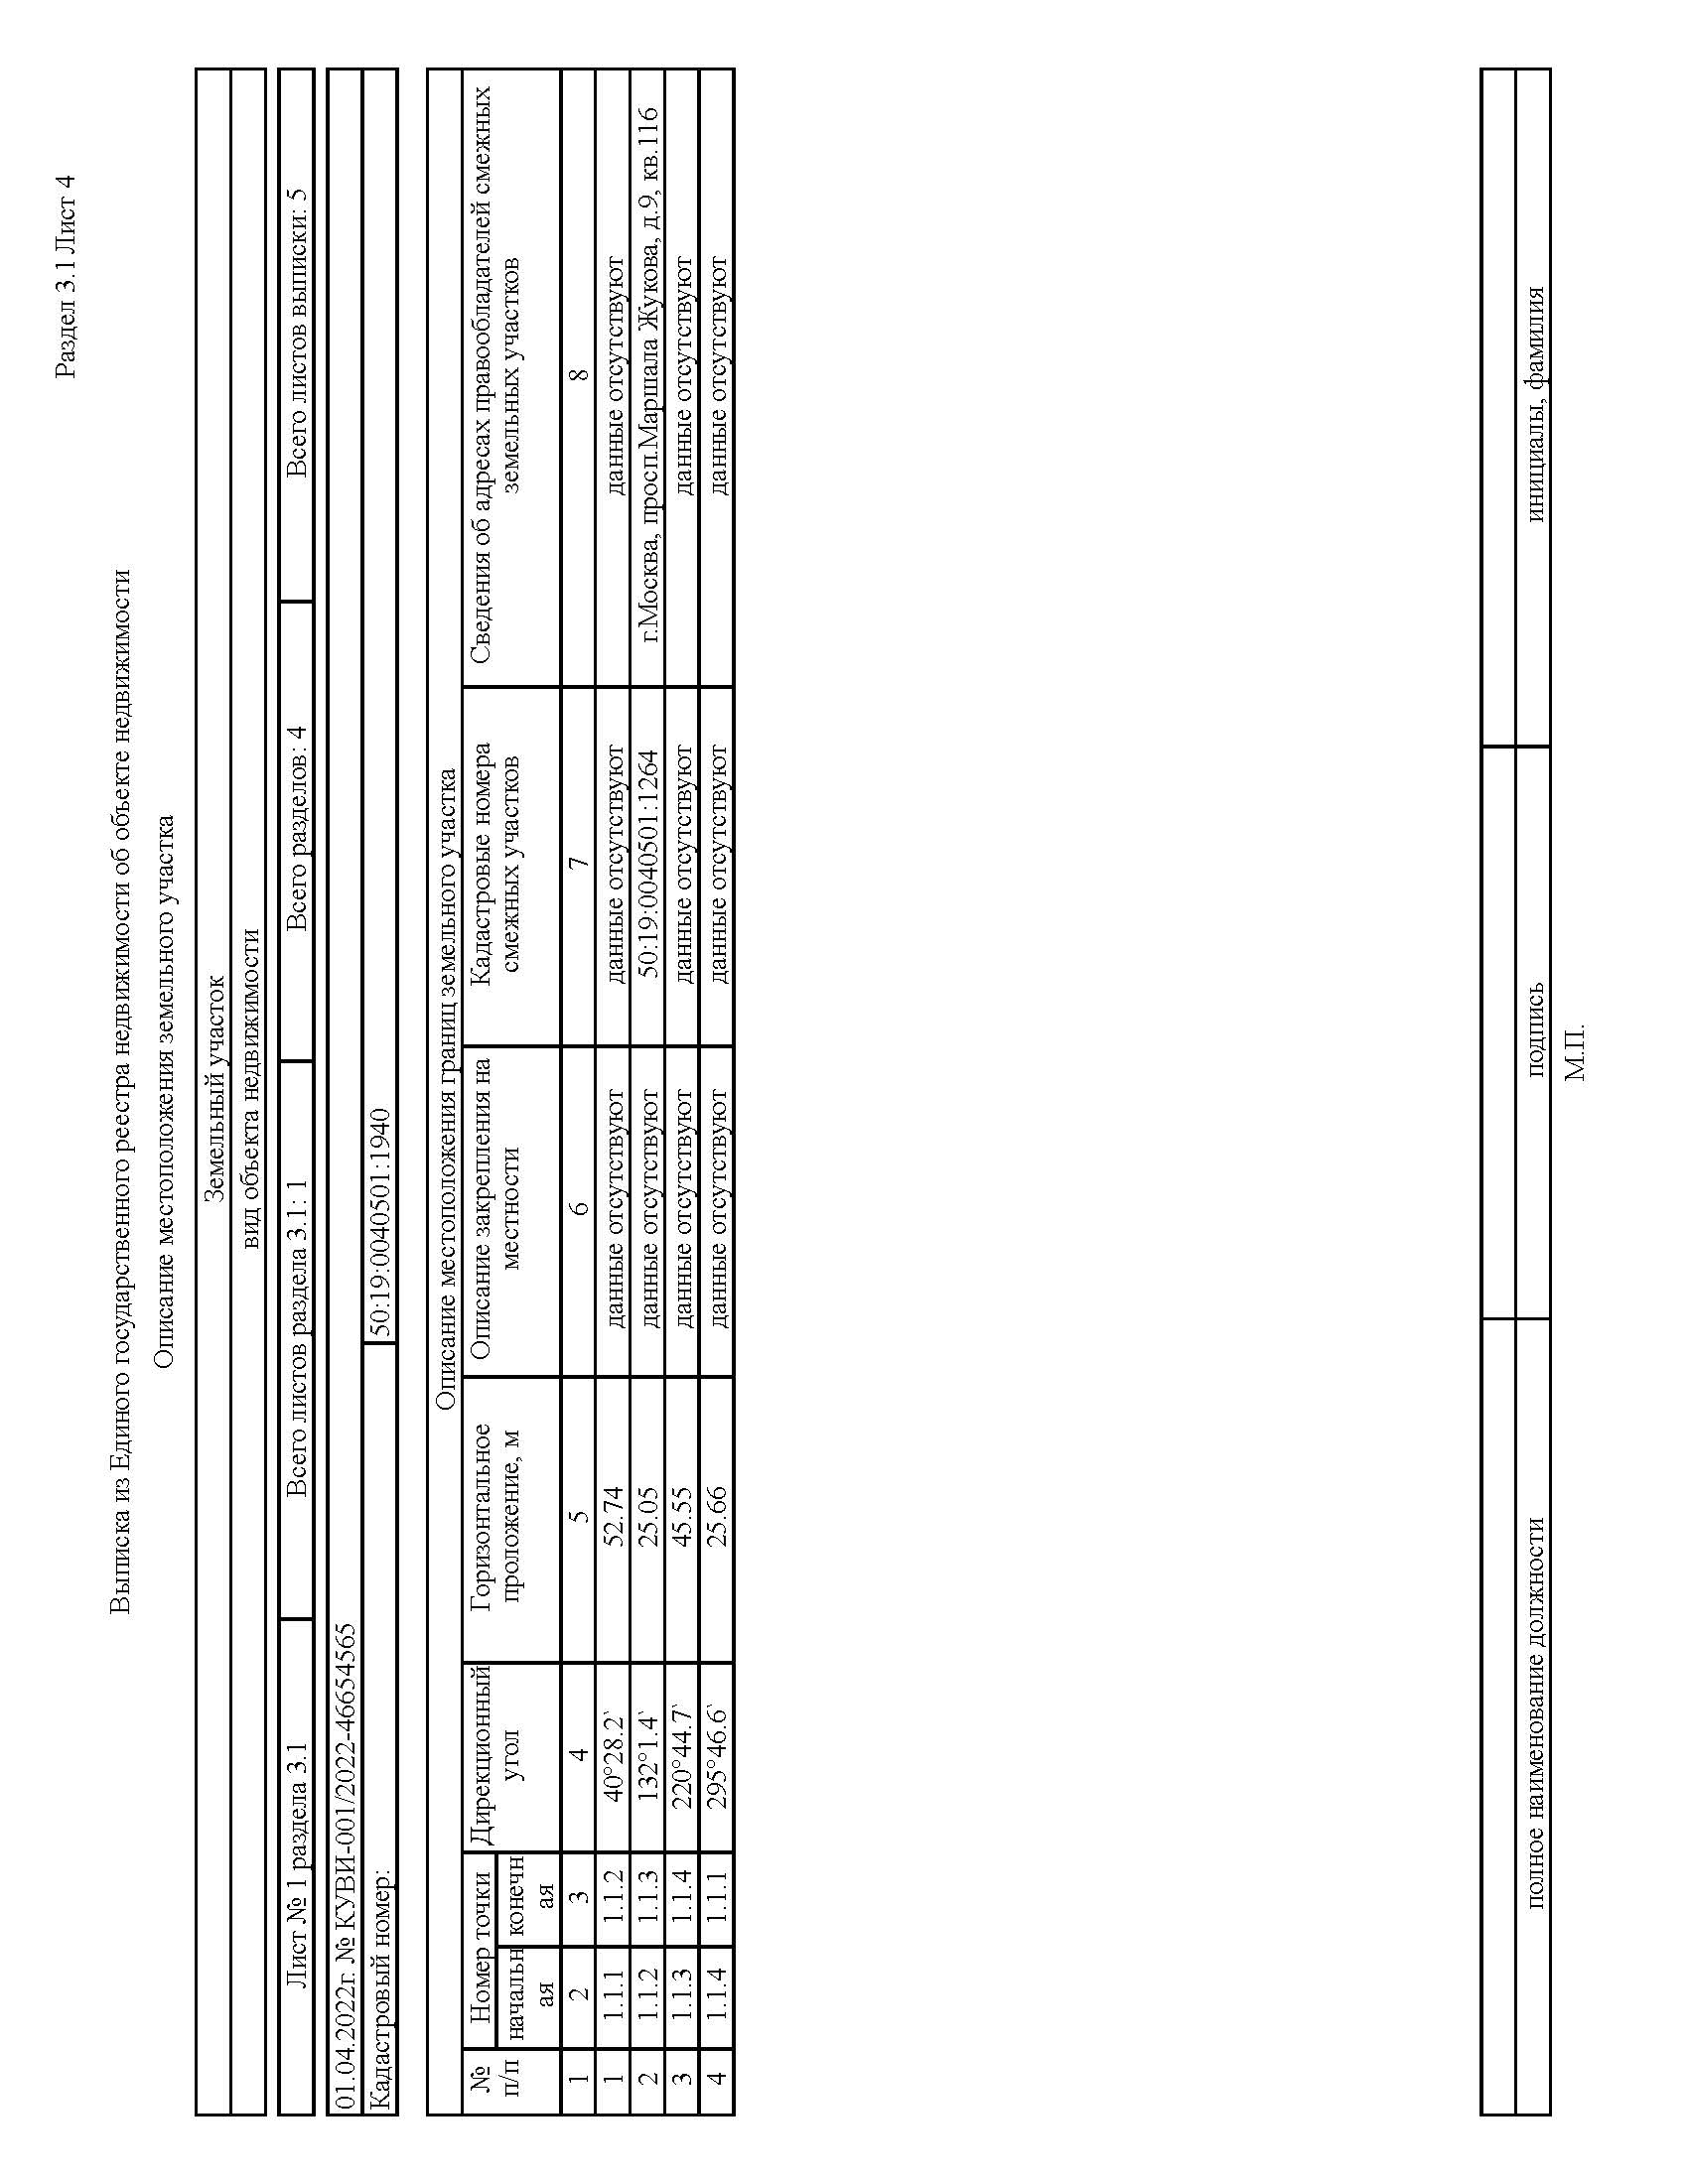 Раздел 3.1 Лист 4
Выписка из Единого государственного реестра недвижимости об объекте недвижимости
Описание местоположения земельного участка
Земельный участок
вид объекта недвижимости
Лист № 1 раздела 3.1 Всего листов раздела 3.1: 1 Всего разделов: 4 Всего листов выписки: 5
01.04.2022г. № КУВИ-001/2022-46654565
Кадастровый номер: 50:19:0040501:1940
Описание местоположения границ земельного участка
№ Номер точки Дирекционный Горизонтальное Описание закрепления на Кадастровые номера Сведения об адресах правообладателей смежных
п/п начальн конечн угол проложение, м местности смежных участков земельных участков
ая ая
1 2 3 4 5 6 7 8
1 1.1.1 1.1.2 40°28.2` 52.74 данные отсутствуют данные отсутствуют данные отсутствуют
2 1.1.2 1.1.3 132°1.4` 25.05 данные отсутствуют 50:19:0040501:1264 г.Москва, просп.Маршала Жукова, д.9, кв.116
3 1.1.3 1.1.4 220°44.7` 45.55 данные отсутствуют данные отсутствуют данные отсутствуют
4 1.1.4 1.1.1 295°46.6` 25.66 данные отсутствуют данные отсутствуют данные отсутствуют
полное наименование должности подпись инициалы, фамилия
М.П.